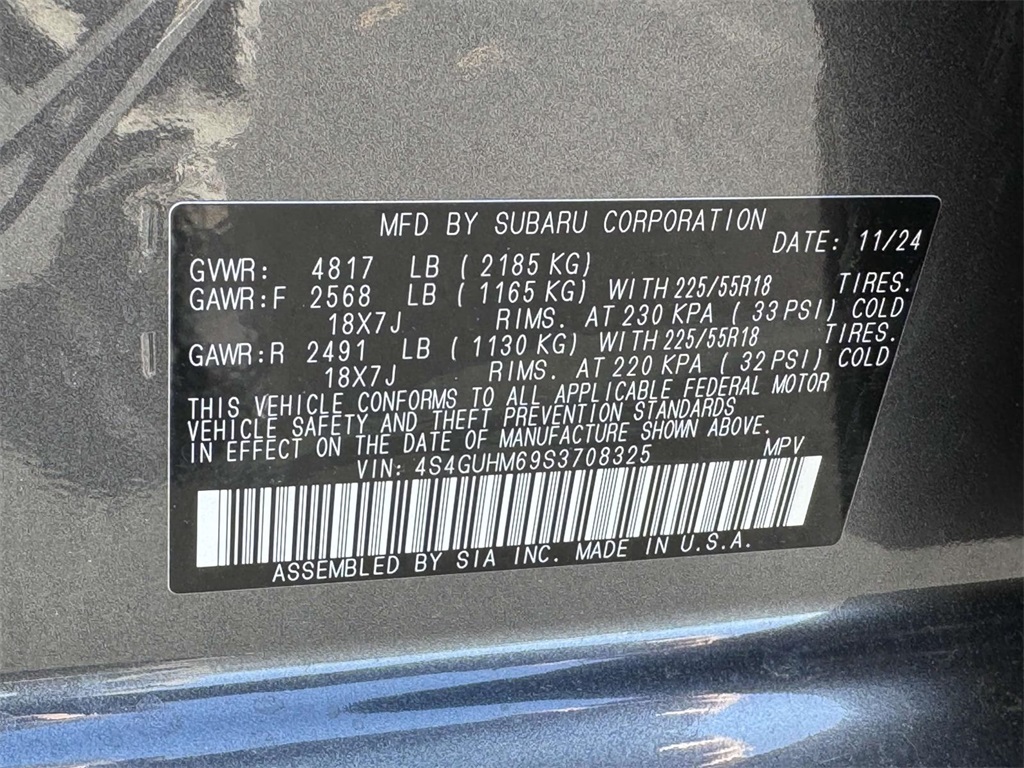 MFD BY SUBARU CORPORATION
DATE: 11/24
GVWR: 4817 LB ( 2185 KG)
GAWR:F 2568 LB ( 1165 KG) WITH 225/55R18 TIRES.
18X7J RIMS. AT 230 KPA ( 33 PSI) COLD
GAWR:R 2491 LB ( 1130 KG) WITH 225/55R18 TIRES.
18X7J RIMS. AT 220 KPA ( 32 PSI) COLD
THIS VEHICLE CONFORMS TO ALL APPLICABLE FEDERAL MOTOR
VEHICLE SAFETY AND THEFT PREVENTION STANDARDS
IN EFFECT ON THE DATE OF MANUFACTURE SHOWN ABOVE.
VIN: 4S4GUHM69S3708325 MPV
ASSEMBLED BY SIA INC. MADE IN U.S.A.